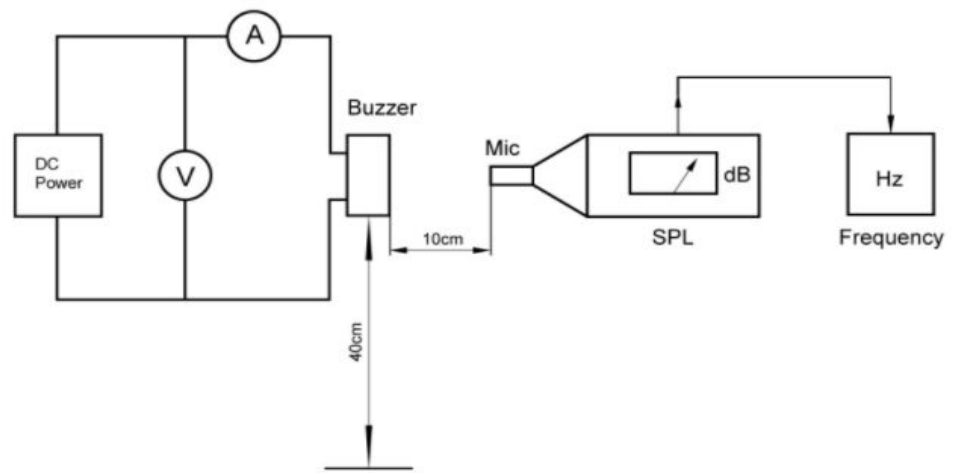 A
Buzzer
DC
Power
V
Mic
dB
Hz
SPL
Frequency
10cm
40cm